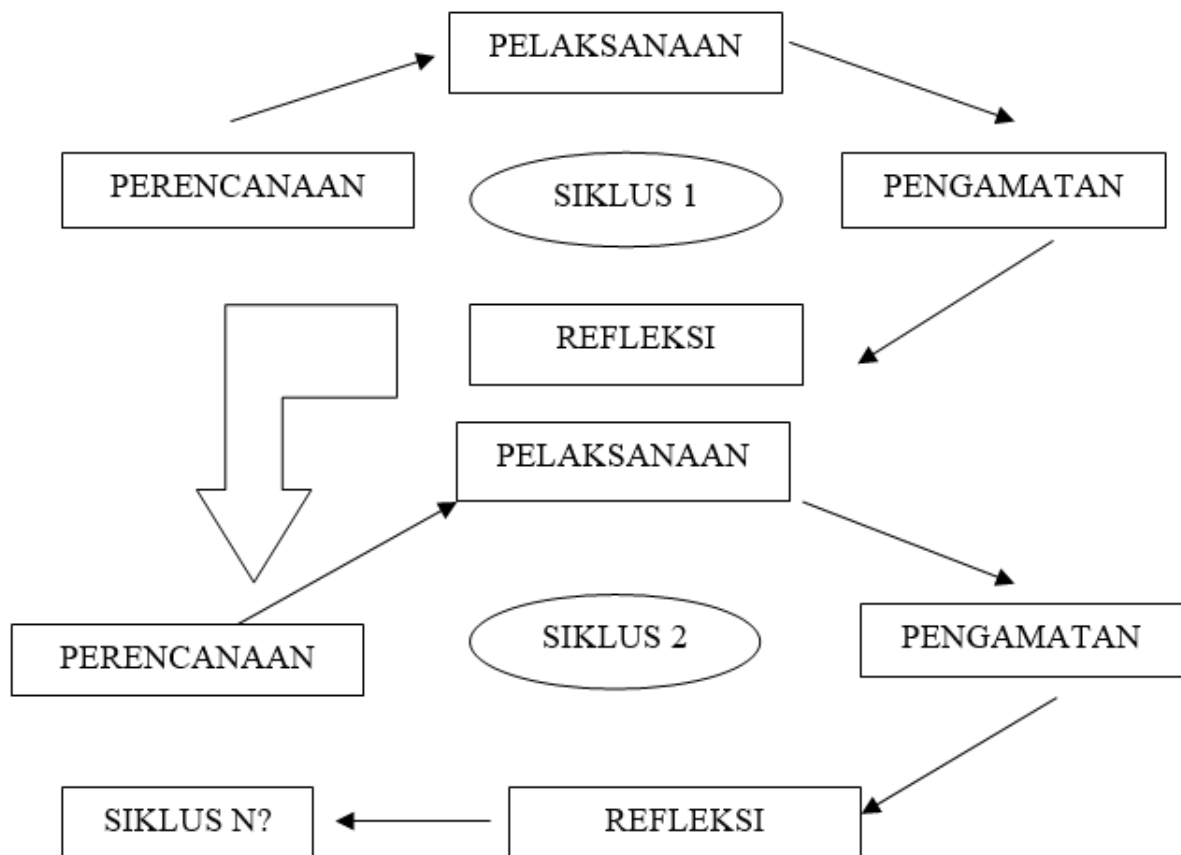 PELAKSANAAN
PERENCANAAN
SIKLUS 1
PENGAMATAN
REFLEKSI
PELAKSANAAN
PERENCANAAN
SIKLUS 2
PENGAMATAN
SIKLUS N?
REFLEKSI